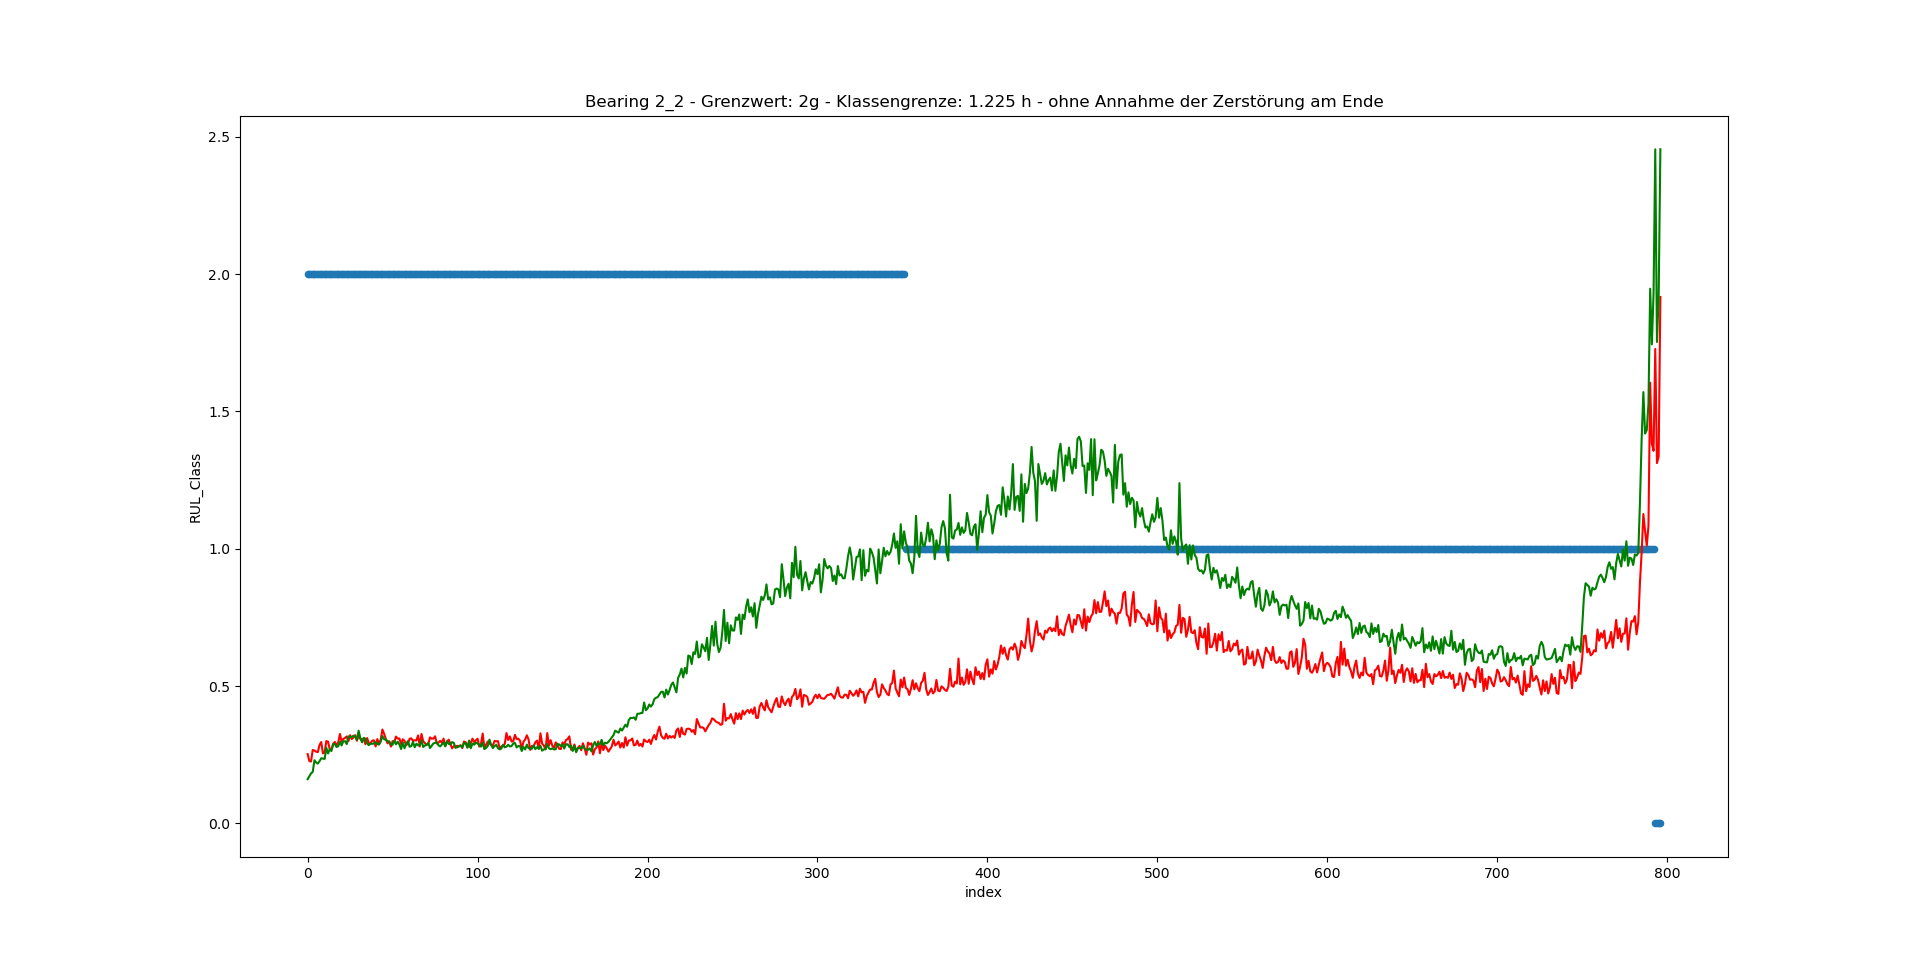 Bearing 2_2 - Grenzwert: 2g - Klassengrenze: 1.225 h - ohne Annahme der Zerstörung am Ende
2.5
2.0
1.5
1.0
0.5
0.0
RUL_Class
0 100 200 300 400 500 600 700 800
index